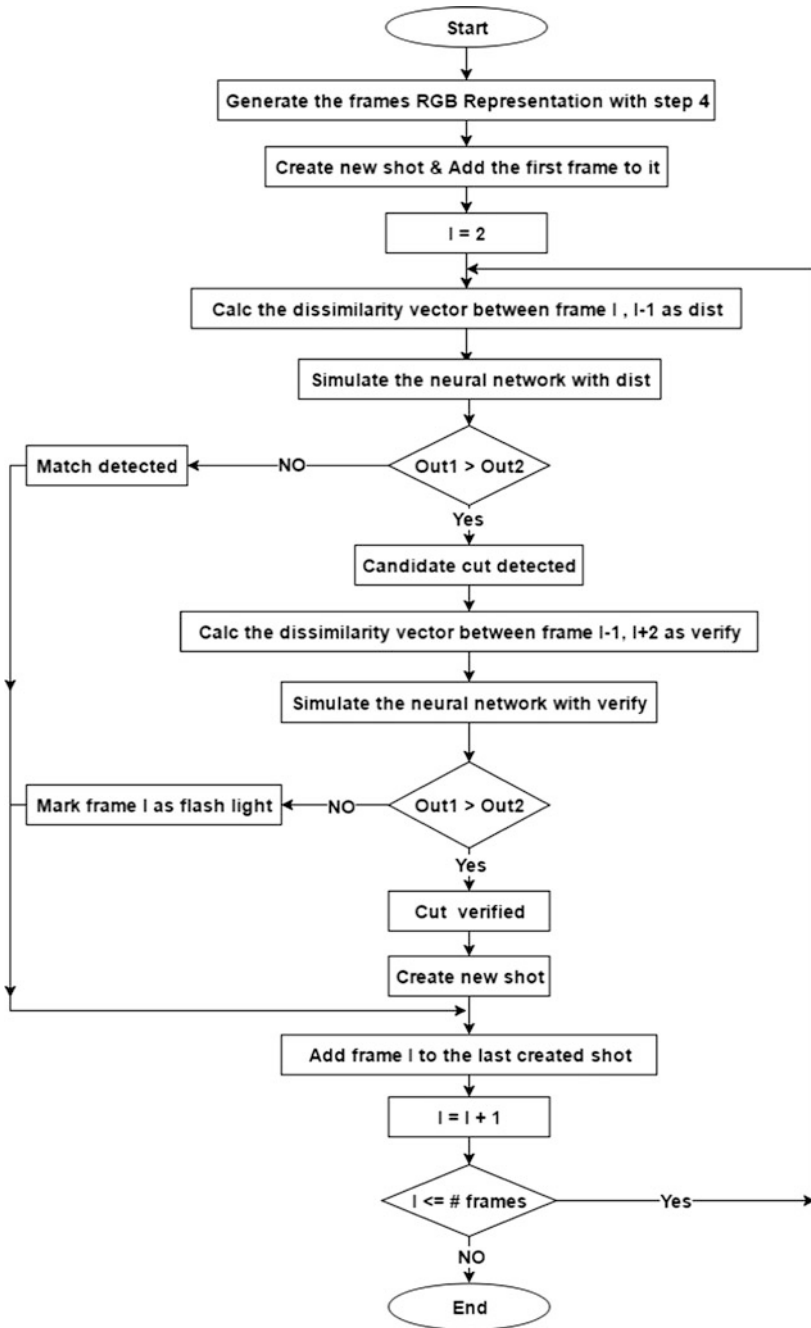 Start
Generate the frames RGB Representation with step 4
Create new shot & Add the first frame to it
I = 2
Calc the dissimilarity vector between frame I , I-1 as dist
Simulate the neural network with dist
Out1 > Out2
NO
Match detected
Yes
Candidate cut detected
Calc the dissimilarity vector between frame I-1, I+2 as verify
Simulate the neural network with verify
Out1 > Out2
NO
Mark frame I as flash light
Yes
Cut verified
Create new shot
Add frame I to the last created shot
I = I + 1
I <= # frames
Yes
NO
End